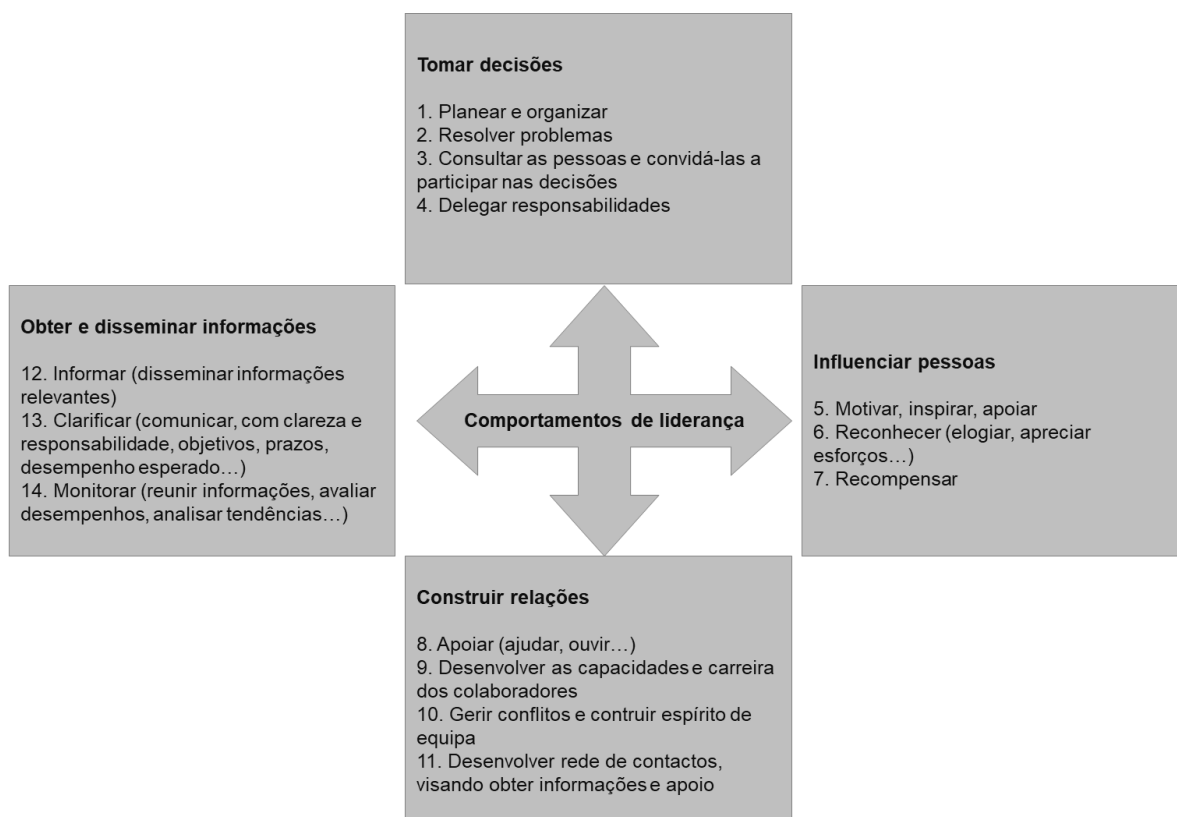 Tomar decisões
1. Planear e organizar
2. Resolver problemas
3. Consultar as pessoas e convidá-las a
participar nas decisões
4. Delegar responsabilidades
Obter e disseminar informações
12. Informar (disseminar informações
relevantes)
13. Clarificar (comunicar, com clareza e
responsabilidade, objetivos, prazos,
desempenho esperado…)
14. Monitorar (reunir informações, avaliar
desempenhos, analisar tendências…)
Comportamentos de liderança
Influenciar pessoas
5. Motivar, inspirar, apoiar
6. Reconhecer (elogiar, apreciar
esforços…)
7. Recompensar
Construir relações
8. Apoiar (ajudar, ouvir…)
9. Desenvolver as capacidades e carreira
dos colaboradores
10. Gerir conflitos e contruir espírito de
equipa
11. Desenvolver rede de contactos,
visando obter informações e apoio